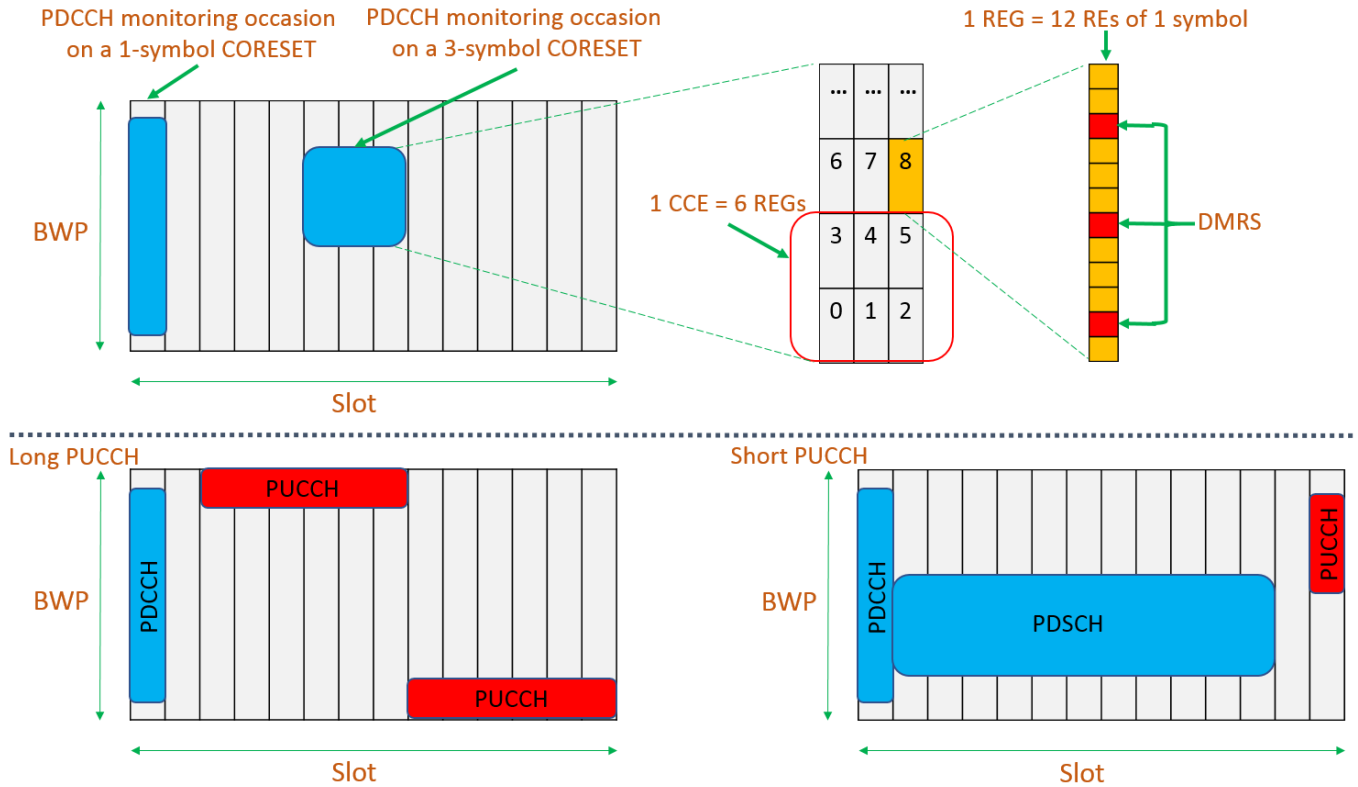 PDCCH monitoring occasion
on a 1-symbol CORESET
PDCCH monitoring occasion
on a 3-symbol CORESET
1 REG = 12 REs of 1 symbol
BWP
Slot
... ... ...
6 7 8
1 CCE = 6 REGs
3 4 5
0 1 2
DMRS
Long PUCCH
BWP
PDCCH
PUCCH
PUCCH
Slot
Short PUCCH
BWP
PDCCH
PDSCH
PUCCH
Slot